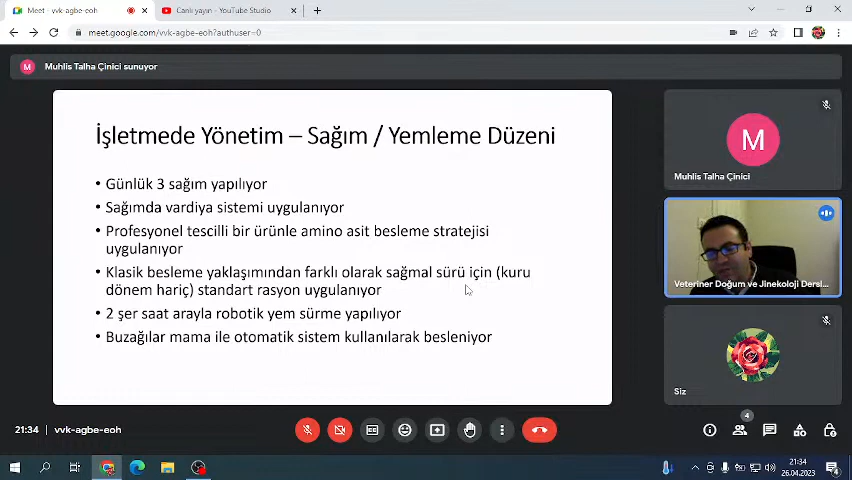 Meet - vvk-agbe-eoh
Canlı yayın - YouTube Studio
meet.google.com/vvk-agbe-eoh?authuser=0
M
Muhlis Talha Çinici sunuyor
İşletmede Yönetim – Sağım / Yemleme Düzeni
• Günlük 3 sağım yapılıyor
• Sağımda vardiya sistemi uygulanıyor
• Profesyonel tescilli bir ürünle amino asit besleme stratejisi
uygulanıyor
• Klasik besleme yaklaşımından farklı olarak sağmal sürü için (kuru
dönem hariç) standart rasyon uygulanıyor
• 2 şer saat arayla robotik yem sürme yapılıyor
• Buzağılar mama ile otomatik sistem kullanılarak besleniyor
M
Muhlis Talha Çinici
Veteriner Doğum ve Jinekoloji Dersl...
Siz
21:34 | vvk-agbe-eoh
4
21:34
26.04.2023
4